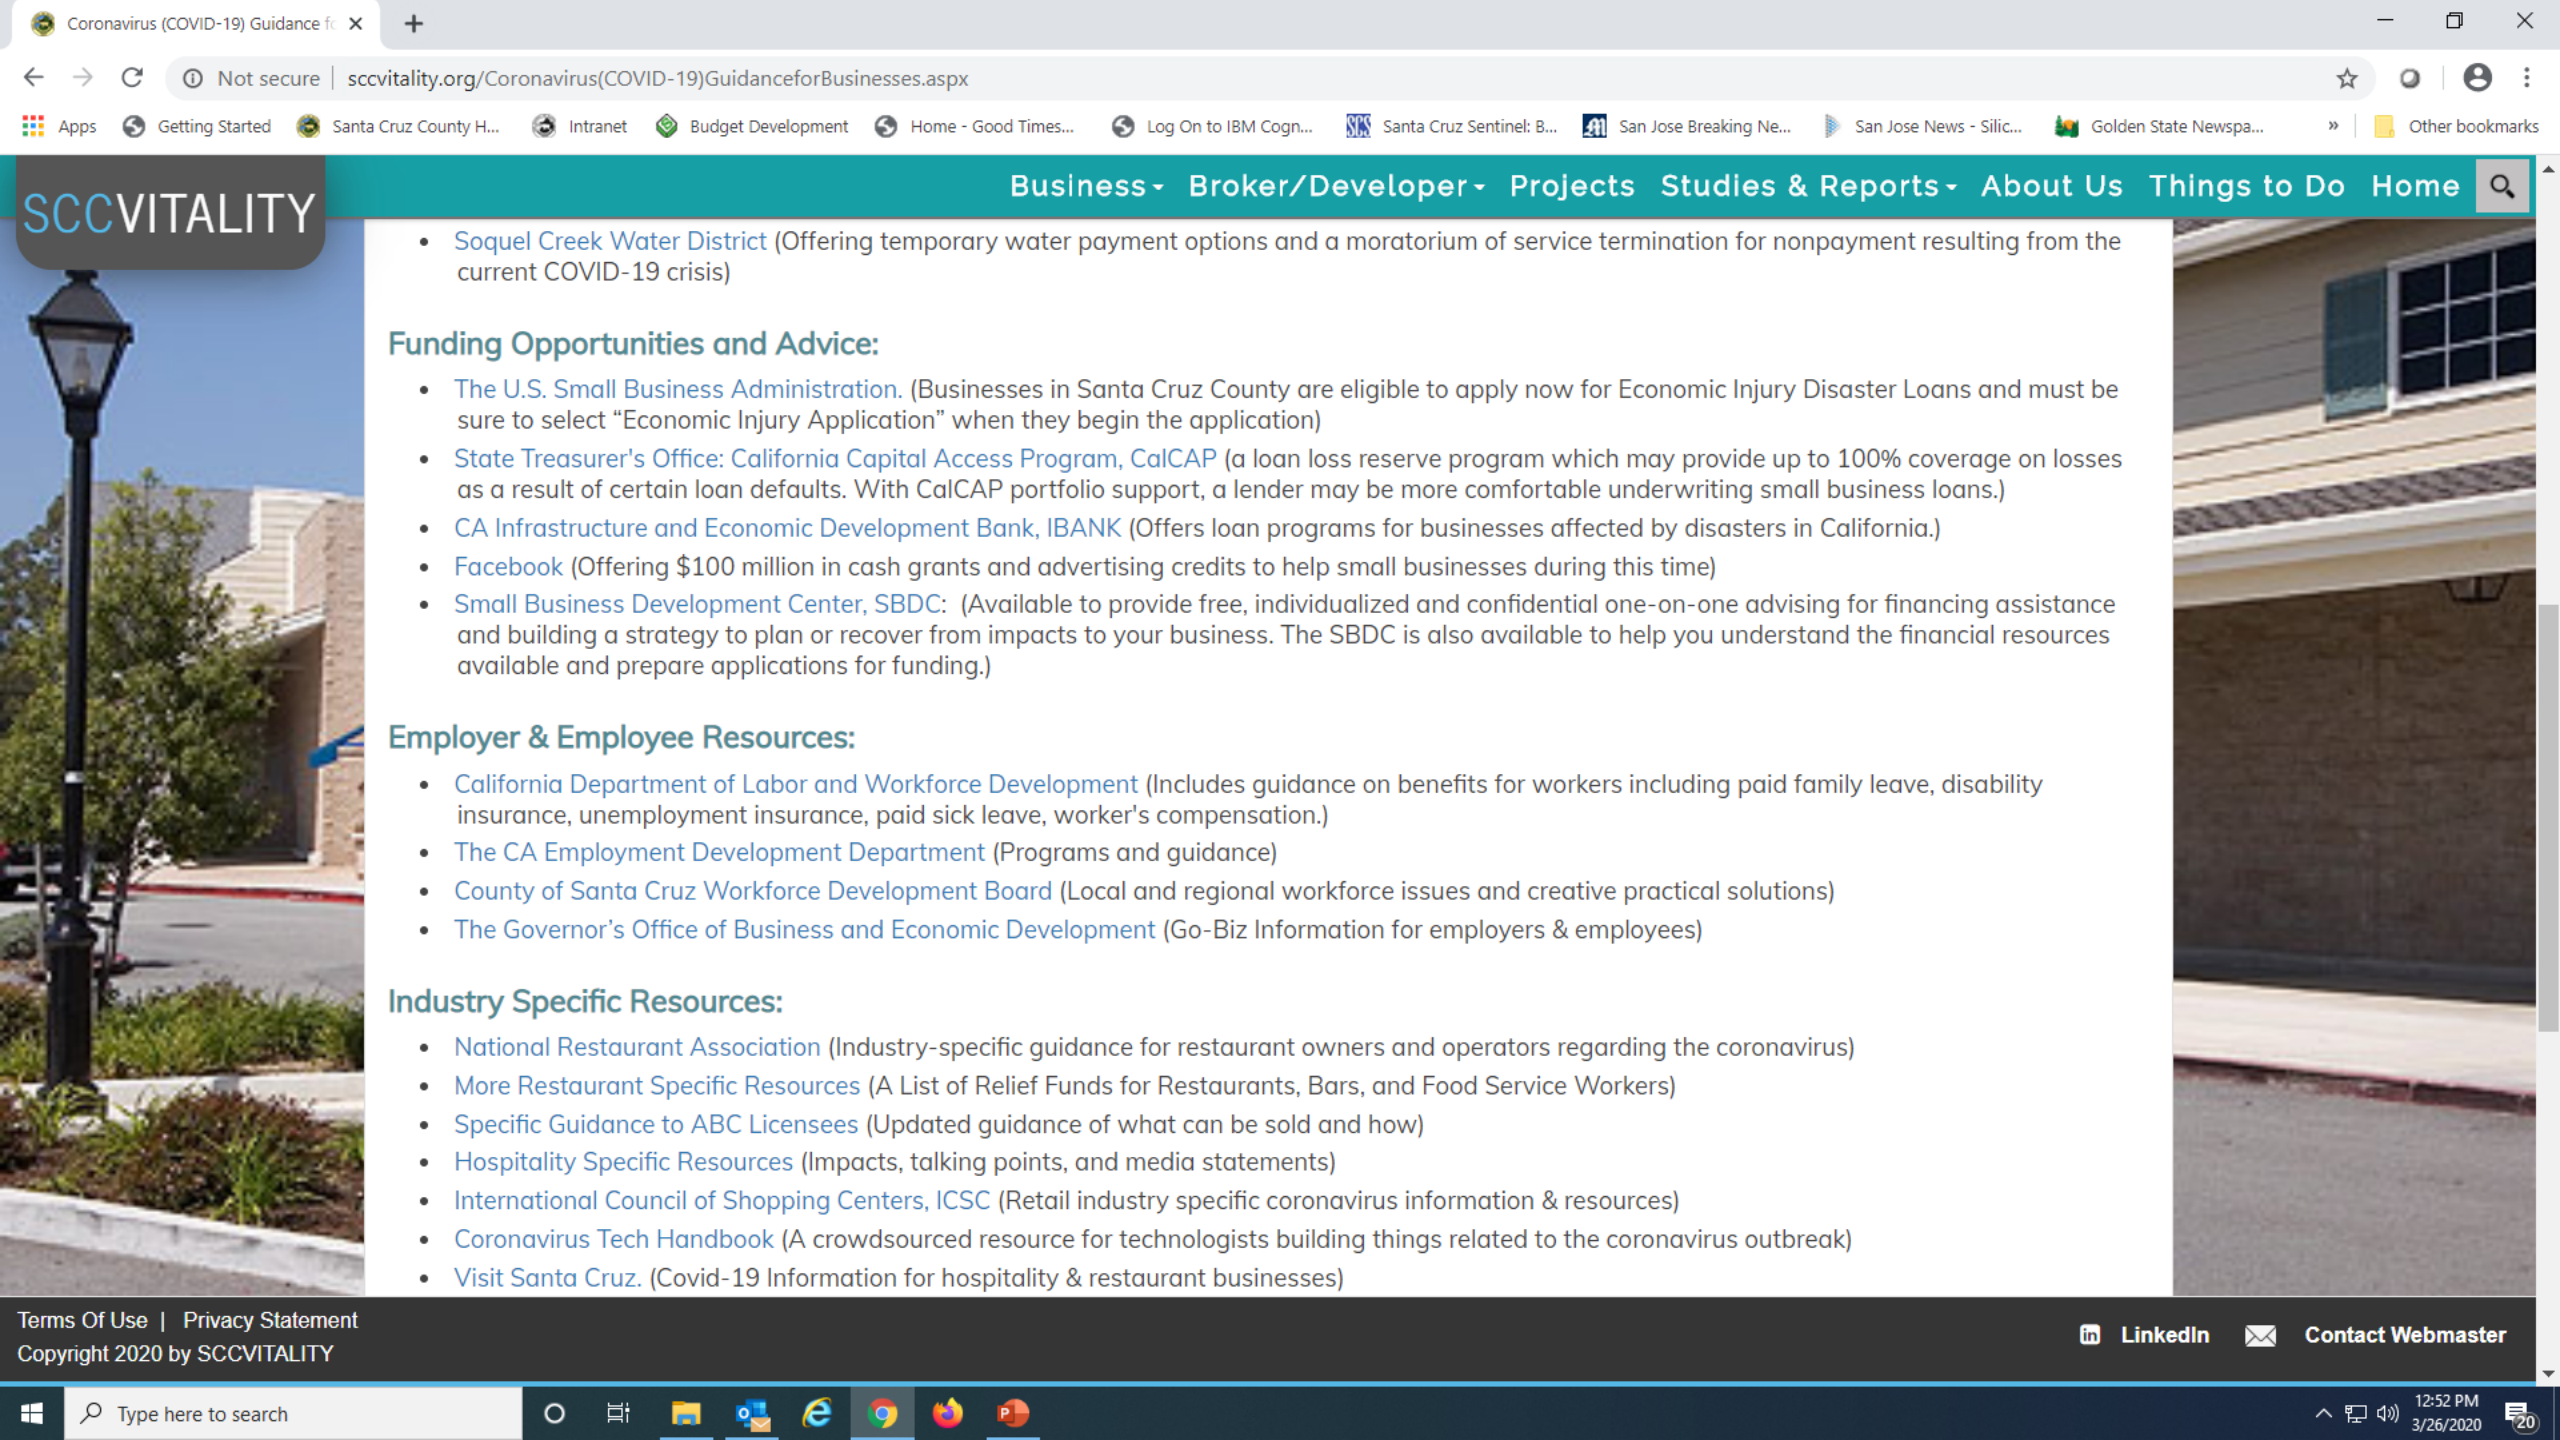 Coronavirus (COVID-19) Guidance fo
Not secure | sccvitality.org/Coronavirus(COVID-19)GuidanceforBusinesses.aspx
Apps Getting Started Santa Cruz County H... Intranet Budget Development Home - Good Times... Log On to IBM Cogn... SCS Santa Cruz Sentinel: B... San Jose Breaking Ne... San Jose News - Silic... Golden State Newspa... » Other bookmarks
SCCVITALITY
Business Broker/Developer Projects Studies & Reports About Us Things to Do Home
• Soquel Creek Water District (Offering temporary water payment options and a moratorium of service termination for nonpayment resulting from the
current COVID-19 crisis)
Funding Opportunities and Advice:
• The U.S. Small Business Administration. (Businesses in Santa Cruz County are eligible to apply now for Economic Injury Disaster Loans and must be
sure to select “Economic Injury Application” when they begin the application)
• State Treasurer's Office: California Capital Access Program, CalCAP (a loan loss reserve program which may provide up to 100% coverage on losses
as a result of certain loan defaults. With CalCAP portfolio support, a lender may be more comfortable underwriting small business loans.)
• CA Infrastructure and Economic Development Bank, IBANK (Offers loan programs for businesses affected by disasters in California.)
• Facebook (Offering $100 million in cash grants and advertising credits to help small businesses during this time)
• Small Business Development Center, SBDC: (Available to provide free, individualized and confidential one-on-one advising for financing assistance
and building a strategy to plan or recover from impacts to your business. The SBDC is also available to help you understand the financial resources
available and prepare applications for funding.)
Employer & Employee Resources:
• California Department of Labor and Workforce Development (Includes guidance on benefits for workers including paid family leave, disability
insurance, unemployment insurance, paid sick leave, worker's compensation.)
• The CA Employment Development Department (Programs and guidance)
• County of Santa Cruz Workforce Development Board (Local and regional workforce issues and creative practical solutions)
• The Governor’s Office of Business and Economic Development (Go-Biz Information for employers & employees)
Industry Specific Resources:
• National Restaurant Association (Industry-specific guidance for restaurant owners and operators regarding the coronavirus)
• More Restaurant Specific Resources (A List of Relief Funds for Restaurants, Bars, and Food Service Workers)
• Specific Guidance to ABC Licensees (Updated guidance of what can be sold and how)
• Hospitality Specific Resources (Impacts, talking points, and media statements)
• International Council of Shopping Centers, ICSC (Retail industry specific coronavirus information & resources)
• Coronavirus Tech Handbook (A crowdsourced resource for technologists building things related to the coronavirus outbreak)
• Visit Santa Cruz. (Covid-19 Information for hospitality & restaurant businesses)
Terms Of Use | Privacy Statement
Copyright 2020 by SCCVITALITY
in LinkedIn Contact Webmaster
Type here to search
12:52 PM
3/26/2020
20